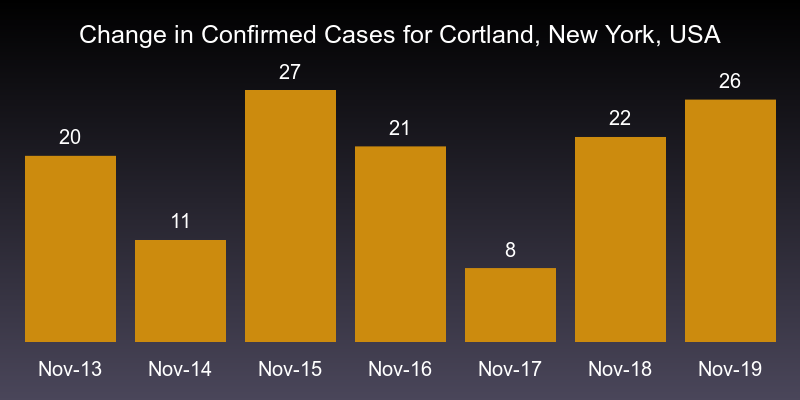 Change in Confirmed Cases for Cortland, New York, USA
20 11 27 21 8 22 26
Nov-13 Nov-14 Nov-15 Nov-16 Nov-17 Nov-18 Nov-19